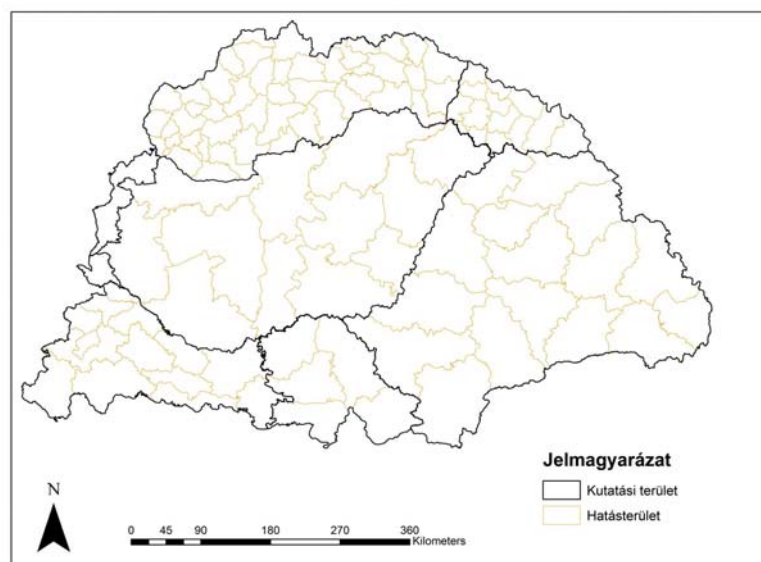 Jelmagyarázat
Kutatási terület
Hatásterület
N
0 45 90 180 270 360
Kilometers